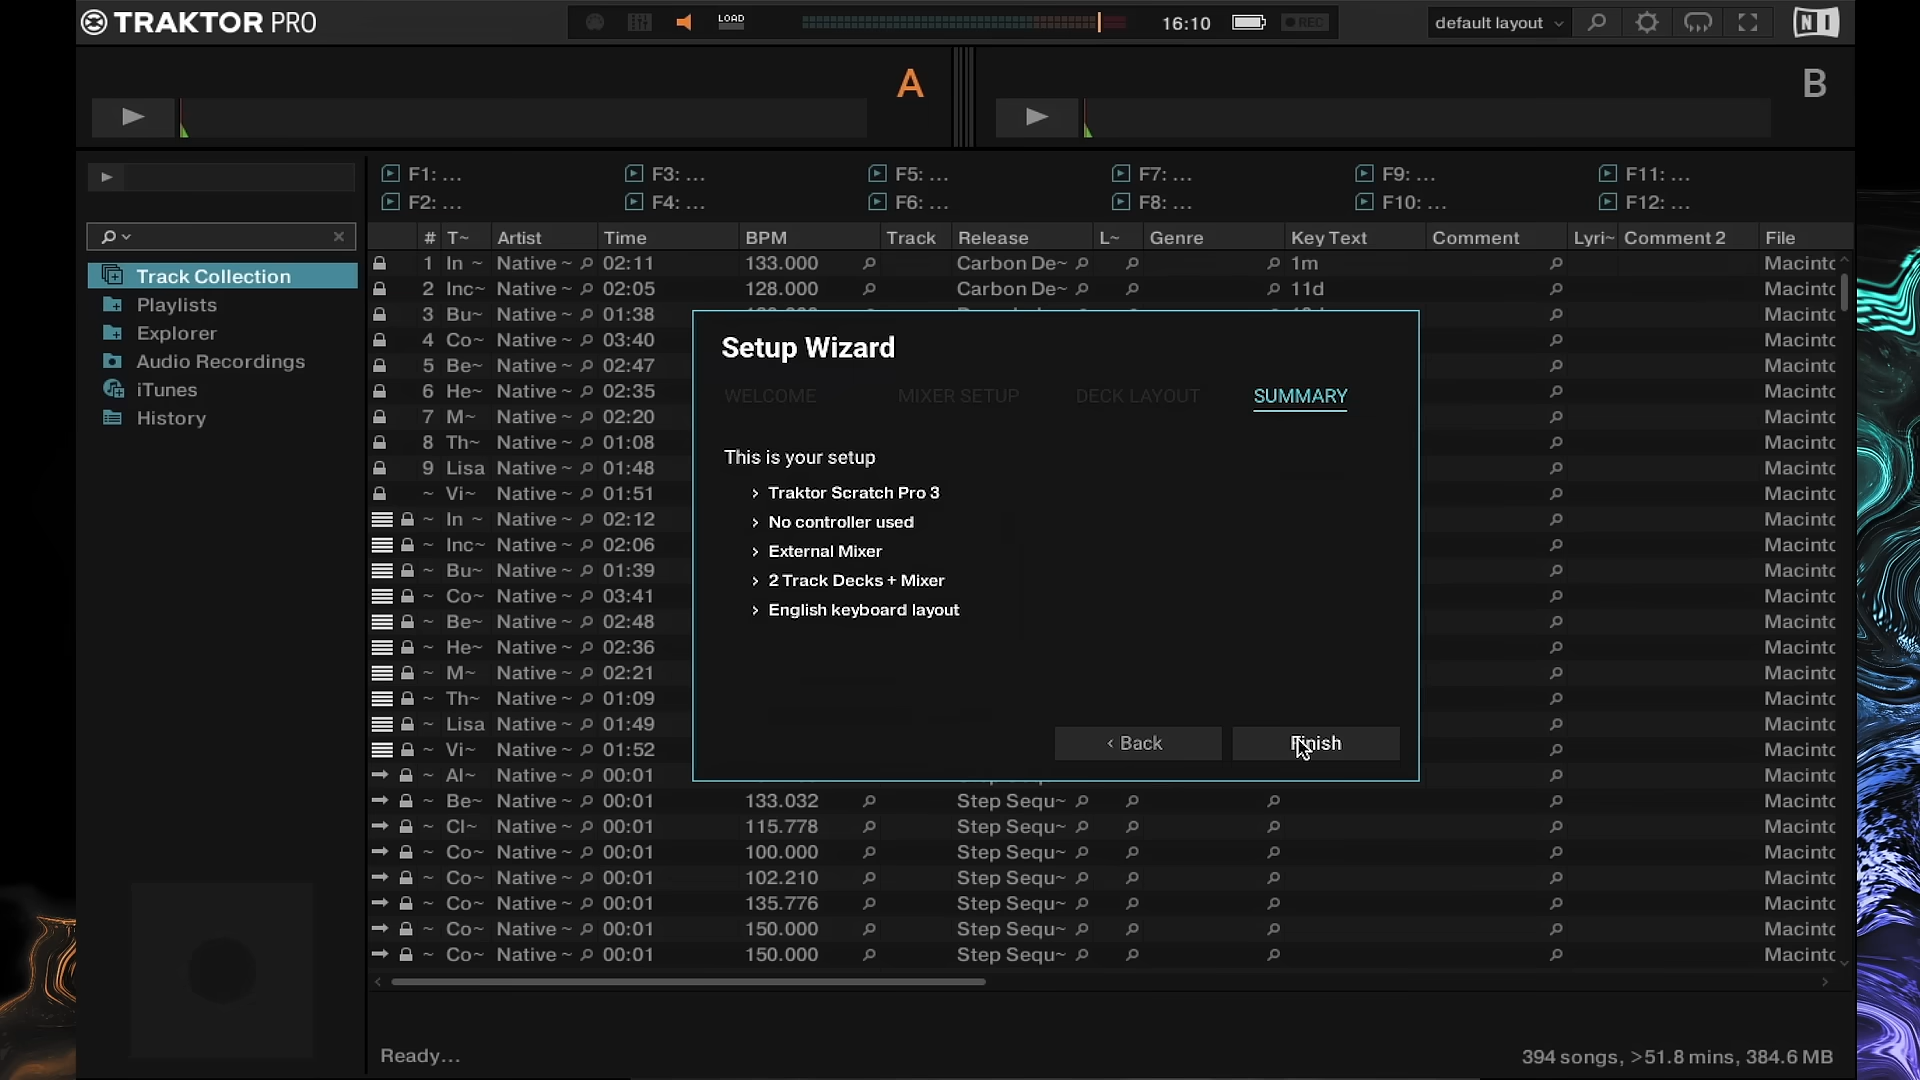 TRAKTOR PRO
LOAD
16:10
REC
default layout
NI
A
B
F1: ... F3: ... F5: ... F7: ... F9: ... F11: ...
F2: ... F4: ... F6: ... F8: ... F10: ... F12: ...
# T~ Artist Time BPM Track Release L~ Genre Key Text Comment Lyri~ Comment 2 File
Track Collection
Playlists
Explorer
Audio Recordings
iTunes
History
1 In ~ Native ~ 02:11 133.000 Carbon De~ 1m Macintc
2 Inc~ Native ~ 02:05 128.000 Carbon De~ 11d Macintc
3 Bu~ Native ~ 01:38 Macintc
4 Co~ Native ~ 03:40 Macintc
5 Be~ Native ~ 02:47 Macintc
6 He~ Native ~ 02:35 Macintc
7 M~ Native ~ 02:20 Macintc
8 Th~ Native ~ 01:08 Macintc
9 Lisa Native ~ 01:48 Macintc
~ Vi~ Native ~ 01:51 Macintc
~ In ~ Native ~ 02:12 Macintc
~ Inc~ Native ~ 02:06 Macintc
~ Bu~ Native ~ 01:39 Macintc
~ Co~ Native ~ 03:41 Macintc
~ Be~ Native ~ 02:48 Macintc
~ He~ Native ~ 02:36 Macintc
~ M~ Native ~ 02:21 Macintc
~ Th~ Native ~ 01:09 Macintc
~ Lisa Native ~ 01:49 Macintc
~ Vi~ Native ~ 01:52 Macintc
~ Al~ Native ~ 00:01 Macintc
~ Be~ Native ~ 00:01 133.032 Step Sequ~ Macintc
~ Cl~ Native ~ 00:01 115.778 Step Sequ~ Macintc
~ Co~ Native ~ 00:01 100.000 Step Sequ~ Macintc
~ Co~ Native ~ 00:01 102.210 Step Sequ~ Macintc
~ Co~ Native ~ 00:01 135.776 Step Sequ~ Macintc
~ Co~ Native ~ 00:01 150.000 Step Sequ~ Macintc
~ Co~ Native ~ 00:01 150.000 Step Sequ~ Macintc
Setup Wizard
WELCOME MIXER SETUP DECK LAYOUT SUMMARY
This is your setup
› Traktor Scratch Pro 3
› No controller used
› External Mixer
› 2 Track Decks + Mixer
› English keyboard layout
‹ Back
Finish
Ready...
394 songs, >51.8 mins, 384.6 MB